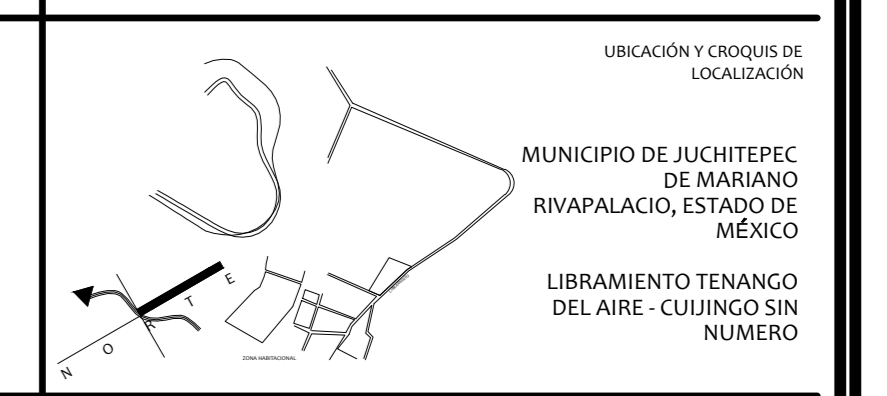 UBICACIÓN Y CROQUIS DE
LOCALIZACIÓN
MUNICIPIO DE JUCHITEPEC
DE MARIANO
RIVAPALACIO, ESTADO DE
MÉXICO
LIBRAMIENTO TENANGO
DEL AIRE - CUIJINGO SIN
NUMERO
N O R T E
ZONA HABITACIONAL